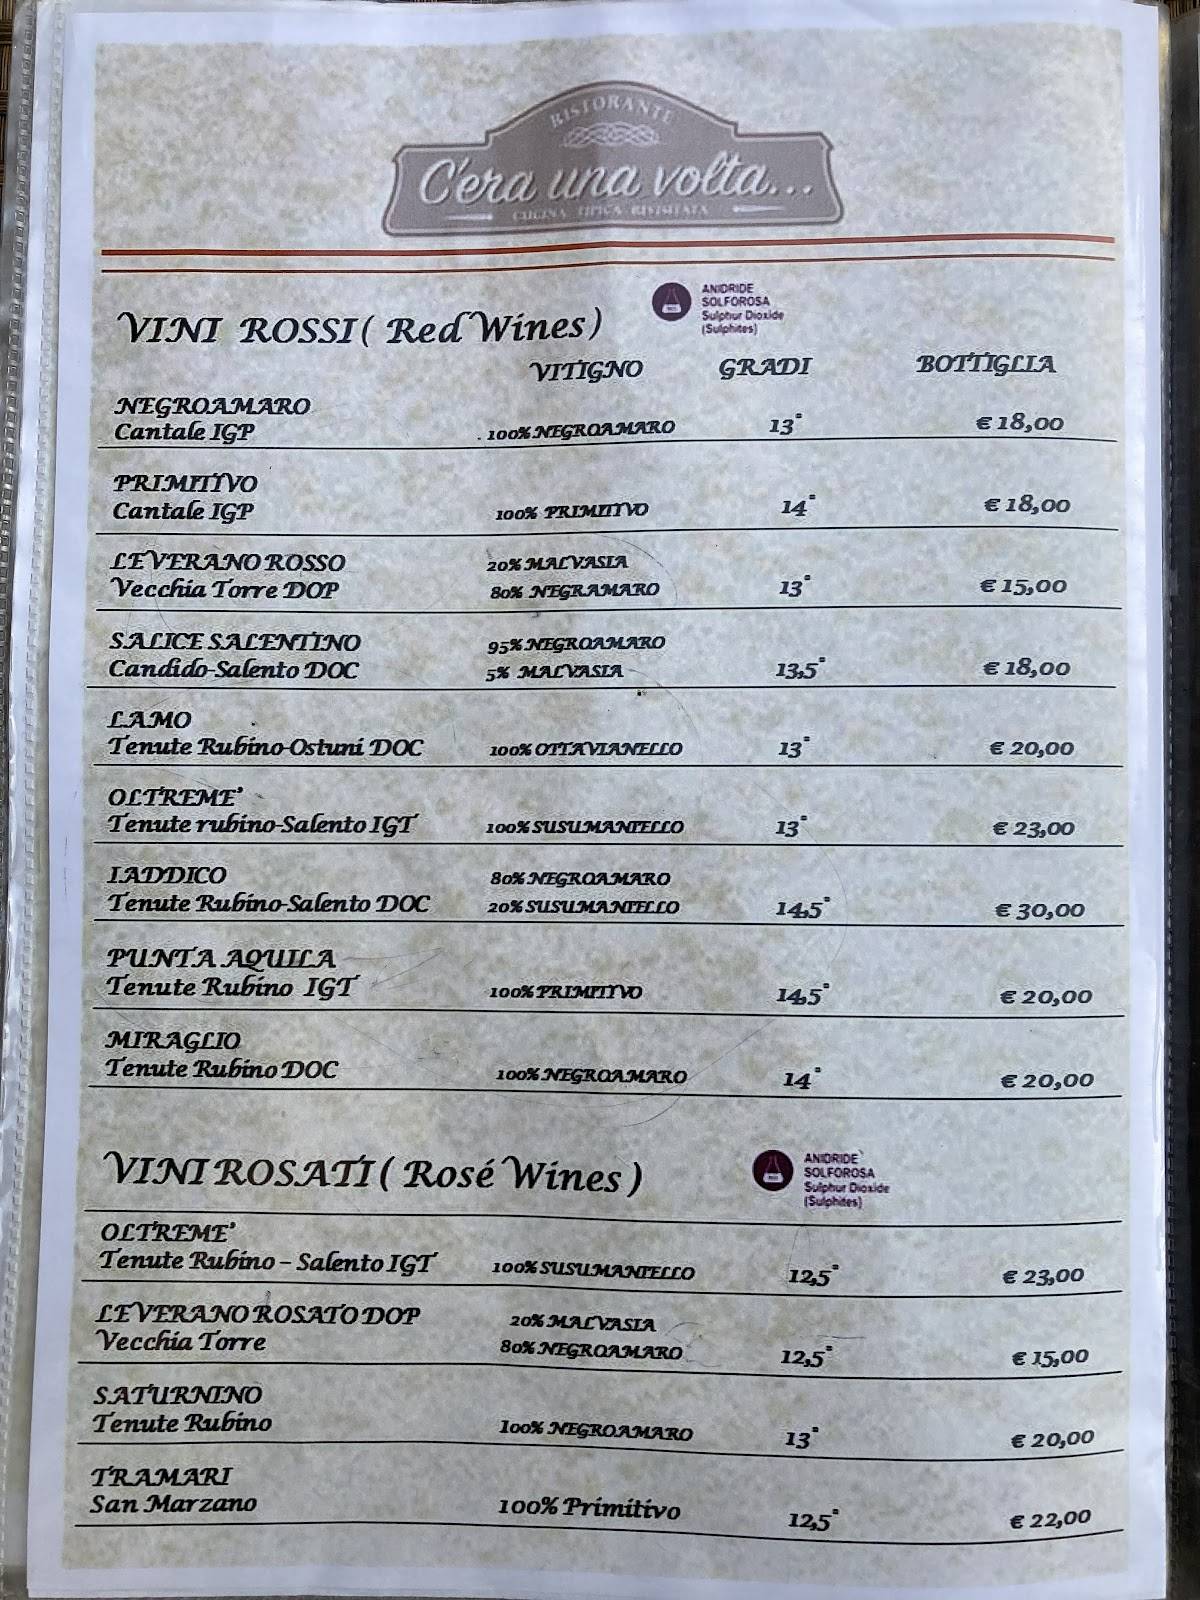 RISTORANTE
C'era una volta...
CUCINA TIPICA RIVISITATA
VINI ROSSI ( Red Wines )
ANIDRIDE
SOLFOROSA
Sulphur Dioxide
(Sulphites)
VITIGNO GRADI BOTTIGLIA
NEGROAMARO
Cantale IGP . 100% NEGROAMARO 13° € 18,00
PRIMITIVO
Cantale IGP 100% PRIMITIVO 14° € 18,00
LEVERANO ROSSO 20% MALVASIA
Vecchia Torre DOP 80% NEGRAMARO 13° € 15,00
SALICE SALENTINO 95% NEGROAMARO
Candido-Salento DOC 5% MALVASIA 13,5° € 18,00
LAMO
Tenute Rubino-Ostuni DOC 100% OTTAVIANELLO 13° € 20,00
OLTREME'
Tenute rubino-Salento IGT 100% SUSUMANIELLO 13° € 23,00
IADDICO 80% NEGROAMARO
Tenute Rubino-Salento DOC 20% SUSUMANIELLO 14,5° € 30,00
PUNTA AQUILA
Tenute Rubino IGT 100% PRIMITIVO 14,5° € 20,00
MIRAGLIO
Tenute Rubino DOC 100% NEGROAMARO 14° € 20,00
VINI ROSATI ( Rosé Wines )
ANIDRIDE
SOLFOROSA
Sulphur Dioxide
(Sulphites)
OLTREME'
Tenute Rubino – Salento IGT 100% SUSUMANIELLO 12,5° € 23,00
LEVERANO ROSATO DOP 20% MALVASIA
Vecchia Torre 80% NEGROAMARO 12,5° € 15,00
SATURNINO
Tenute Rubino 100% NEGROAMARO 13° € 20,00
TRAMARI
San Marzano 100% Primitivo 12,5° € 22,00